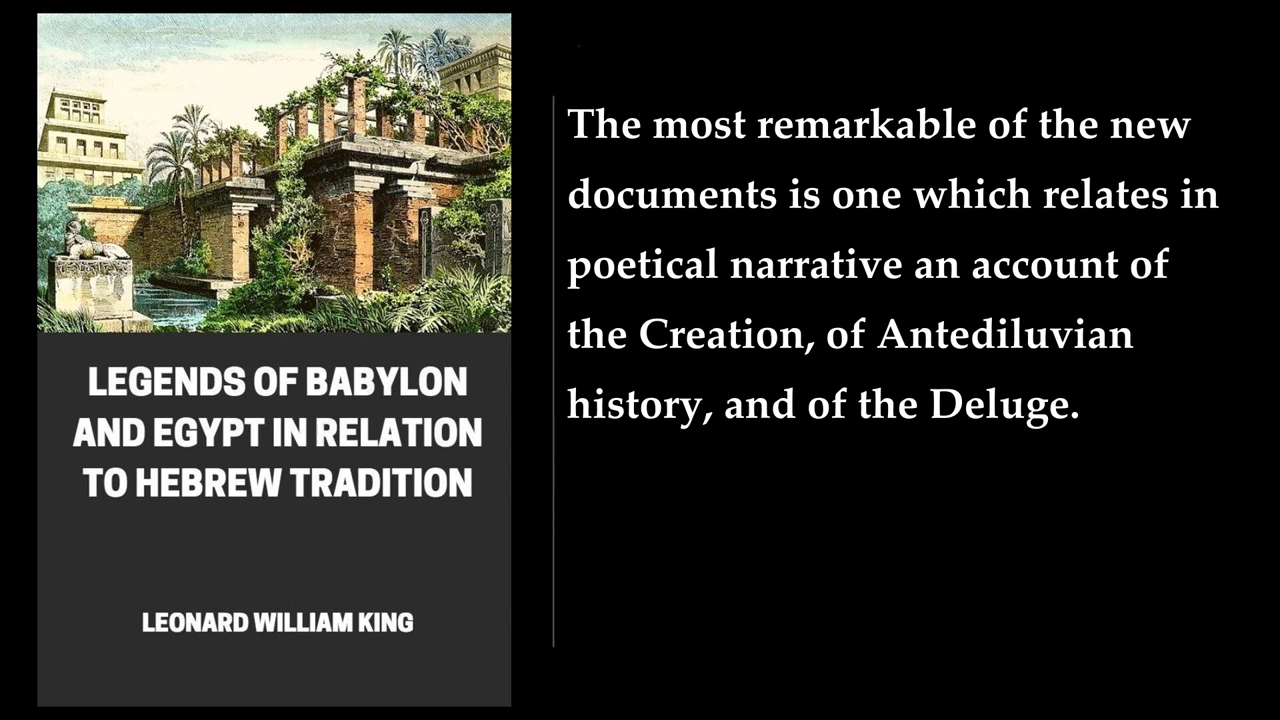 LEGENDS OF BABYLON
AND EGYPT IN RELATION
TO HEBREW TRADITION
LEONARD WILLIAM KING
The most remarkable of the new
documents is one which relates in
poetical narrative an account of
the Creation, of Antediluvian
history, and of the Deluge.